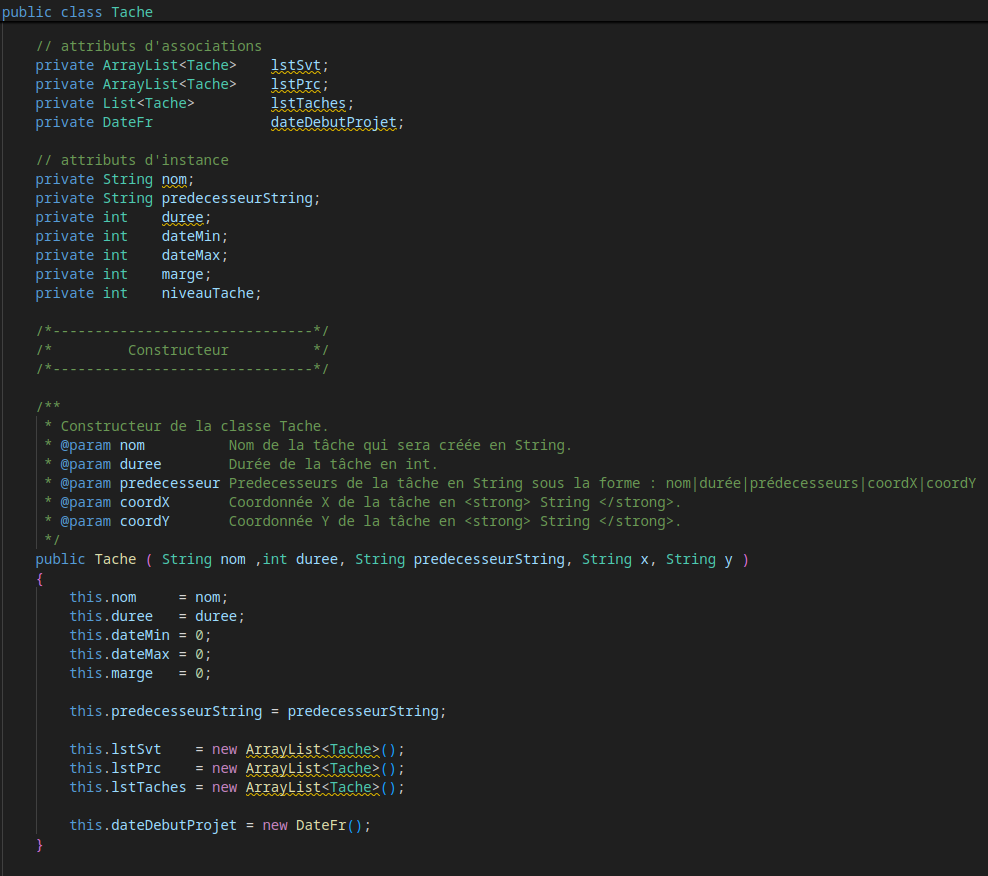 public class Tache
// attributs d'associations
private ArrayList<Tache>    lstSvt;
private ArrayList<Tache>    lstPrc;
private List<Tache>         lstTaches;
private DateFr              dateDebutProjet;
// attributs d'instance
private String nom;
private String predecesseurString;
private int    duree;
private int    dateMin;
private int    dateMax;
private int    marge;
private int    niveauTache;
/*-------------------------------*/
/*         Constructeur          */
/*-------------------------------*/
/**
 * Constructeur de la classe Tache.
 * @param nom          Nom de la tâche qui sera créée en String.
 * @param duree        Durée de la tâche en int.
 * @param predecesseur Predecesseurs de la tâche en String sous la forme : nom|durée|prédecesseurs|coordX|coordY
 * @param coordX       Coordonnée X de la tâche en <strong> String </strong>.
 * @param coordY       Coordonnée Y de la tâche en <strong> String </strong>.
 */
public Tache ( String nom ,int duree, String predecesseurString, String x, String y )
{
    this.nom     = nom;
    this.duree   = duree;
    this.dateMin = 0;
    this.dateMax = 0;
    this.marge   = 0;
    this.predecesseurString = predecesseurString;
    this.lstSvt    = new ArrayList<Tache>();
    this.lstPrc    = new ArrayList<Tache>();
    this.lstTaches = new ArrayList<Tache>();
    this.dateDebutProjet = new DateFr();
}